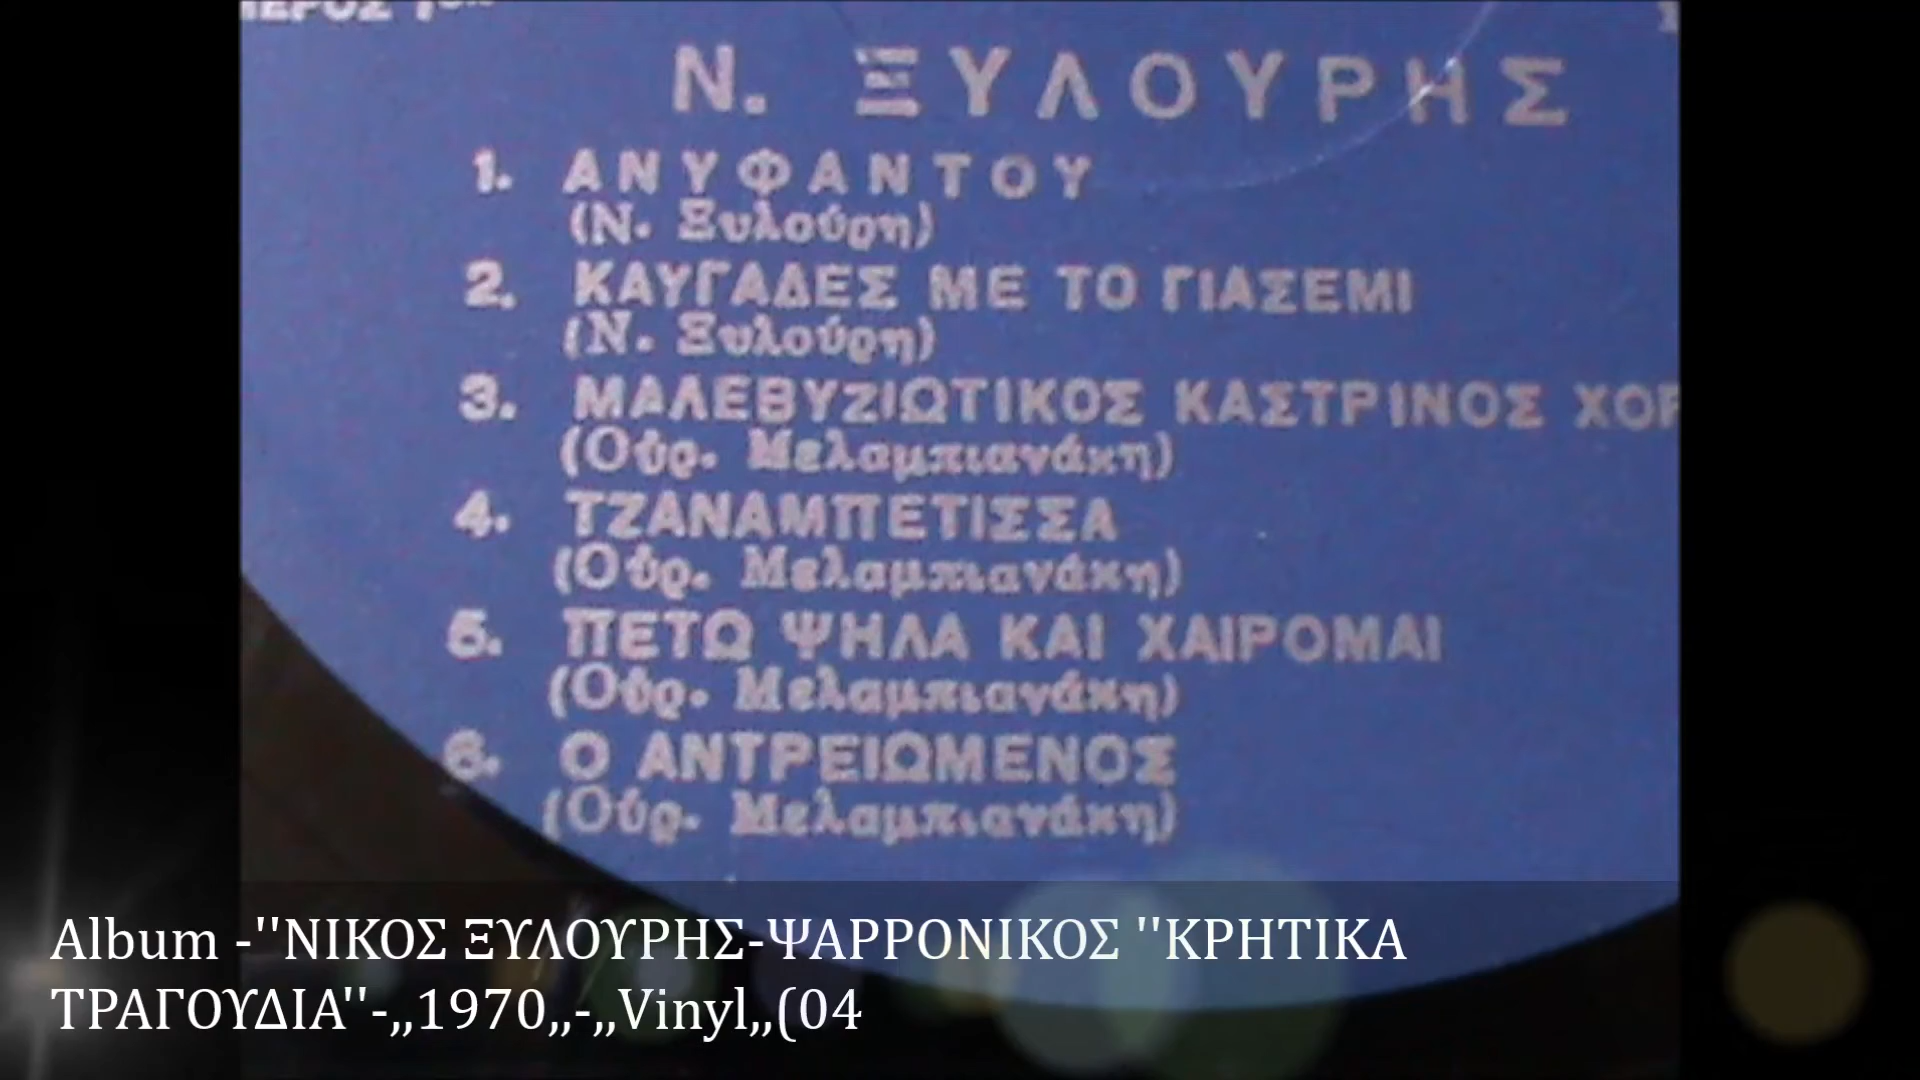 Ν. ΞΥΛΟΥΡΗΣ
1. ΑΝΥΦΑΝΤΟΥ
(Ν. Ξυλούρη)
2. ΚΑΥΓΑΔΕΣ ΜΕ ΤΟ ΓΙΑΣΕΜΙ
(Ν. Ξυλούρη)
3. ΜΑΛΕΒΥΖΙΩΤΙΚΟΣ ΚΑΣΤΡΙΝΟΣ ΧΟΡ
(Ούρ. Μελαμπιανάκη)
4. ΤΖΑΝΑΜΠΕΤΙΣΣΑ
(Ούρ. Μελαμπιανάκη)
5. ΠΕΤΩ ΨΗΛΑ ΚΑΙ ΧΑΙΡΟΜΑΙ
(Ούρ. Μελαμπιανάκη)
6. Ο ΑΝΤΡΕΙΩΜΕΝΟΣ
(Ούρ. Μελαμπιανάκη)
Album -''ΝΙΚΟΣ ΞΥΛΟΥΡΗΣ-ΨΑΡΡΟΝΙΚΟΣ ''ΚΡΗΤΙΚΑ
ΤΡΑΓΟΥΔΙΑ''-,,1970,,-,,Vinyl,,(04